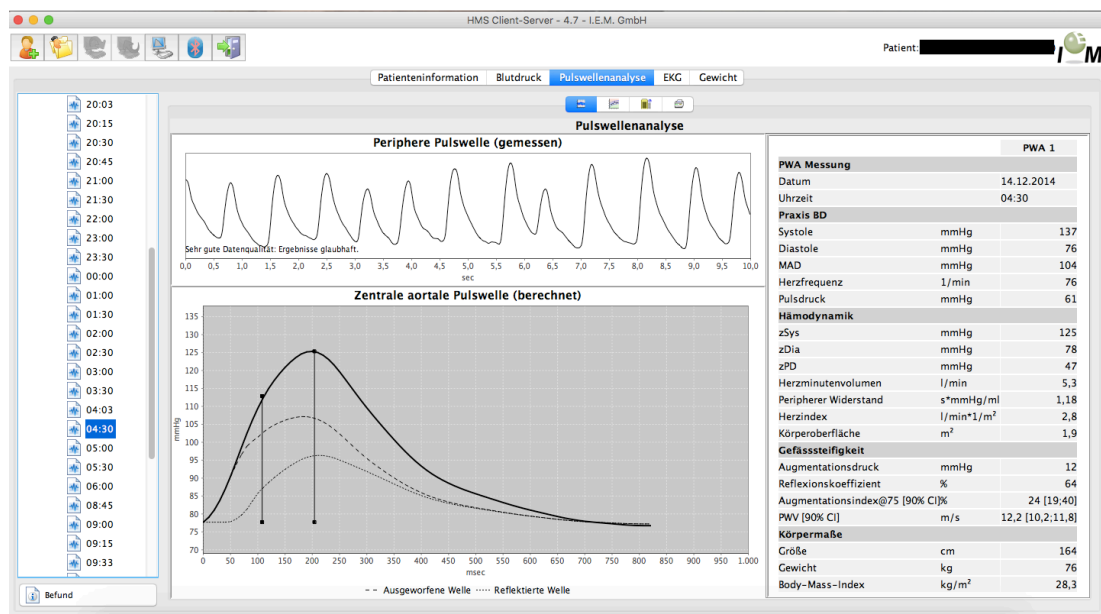 HMS Client-Server - 4.7 - I.E.M. GmbH
Patient:
I M
Patienteninformation Blutdruck Pulswellenanalyse EKG Gewicht
20:03
20:15
20:30
20:45
21:00
21:30
22:00
23:00
23:30
00:00
01:00
01:30
02:00
02:30
03:00
03:30
04:03
04:30
05:00
05:30
06:00
08:45
09:00
09:15
09:33
Befund
Pulswellenanalyse
Periphere Pulswelle (gemessen)
Sehr gute Datenqualität: Ergebnisse glaubhaft.
0,0 0,5 1,0 1,5 2,0 2,5 3,0 3,5 4,0 4,5 5,0 5,5 6,0 6,5 7,0 7,5 8,0 8,5 9,0 9,5 10,0
sec
Zentrale aortale Pulswelle (berechnet)
135
130
125
120
115
110
105
100
95
90
85
80
75
70
mmHg
0 50 100 150 200 250 300 350 400 450 500 550 600 650 700 750 800 850 900 950 1.000
msec
Ausgeworfene Welle Reflektierte Welle
PWA 1
PWA Messung
Datum 14.12.2014
Uhrzeit 04:30
Praxis BD
Systole mmHg 137
Diastole mmHg 76
MAD mmHg 104
Herzfrequenz 1/min 76
Pulsdruck mmHg 61
Hämodynamik
zSys mmHg 125
zDia mmHg 78
zPD mmHg 47
Herzminutenvolumen l/min 5,3
Peripherer Widerstand s*mmHg/ml 1,18
Herzindex l/min*1/m² 2,8
Körperoberfläche m² 1,9
Gefässsteifigkeit
Augmentationsdruck mmHg 12
Reflexionskoeffizient % 64
Augmentationsindex@75 [90% CI]% 24 [19;40]
PWV [90% CI] m/s 12,2 [10,2;11,8]
Körpermaße
Größe cm 164
Gewicht kg 76
Body-Mass-Index kg/m² 28,3